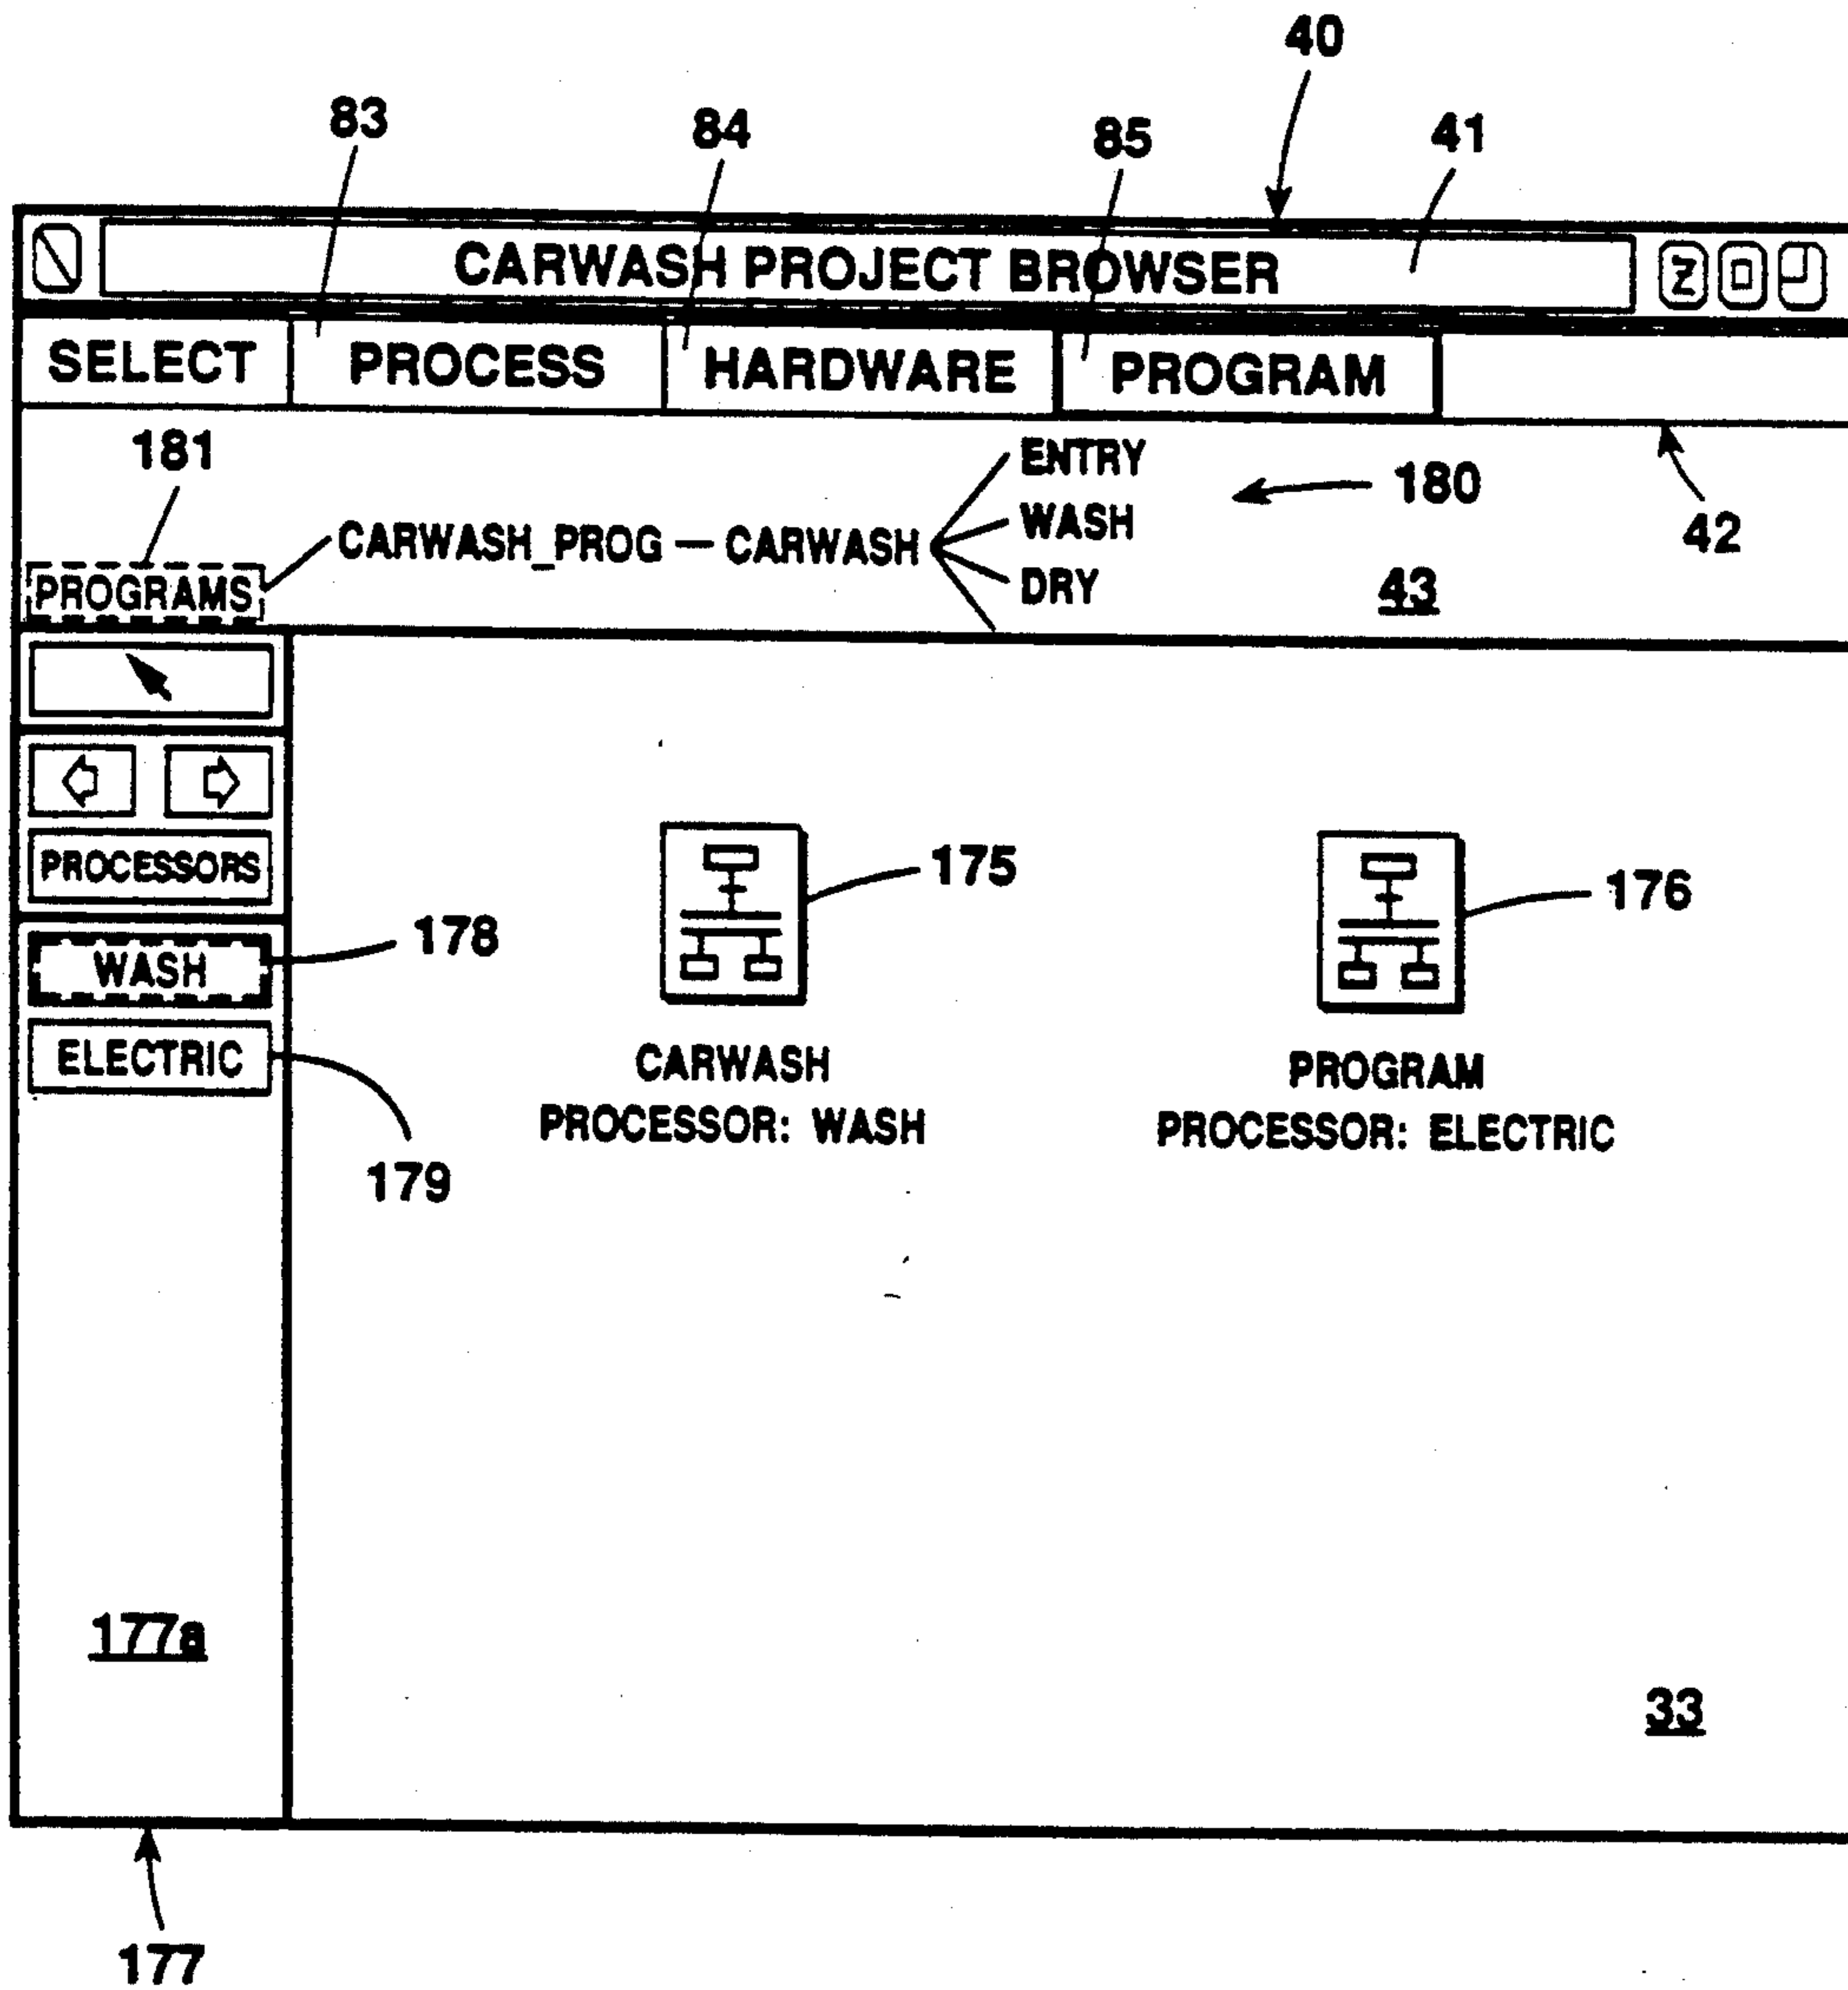 40
83
84
85
41
CARWASH PROJECT BROWSER
Z
SELECT PROCESS HARDWARE PROGRAM
181
ENTRY
180
WASH
42
CARWASH_PROG — CARWASH
PROGRAMS
DRY
43
PROCESSORS
175
176
178
WASH
ELECTRIC
CARWASH
PROCESSOR: WASH
PROGRAM
PROCESSOR: ELECTRIC
179
177a
33
177